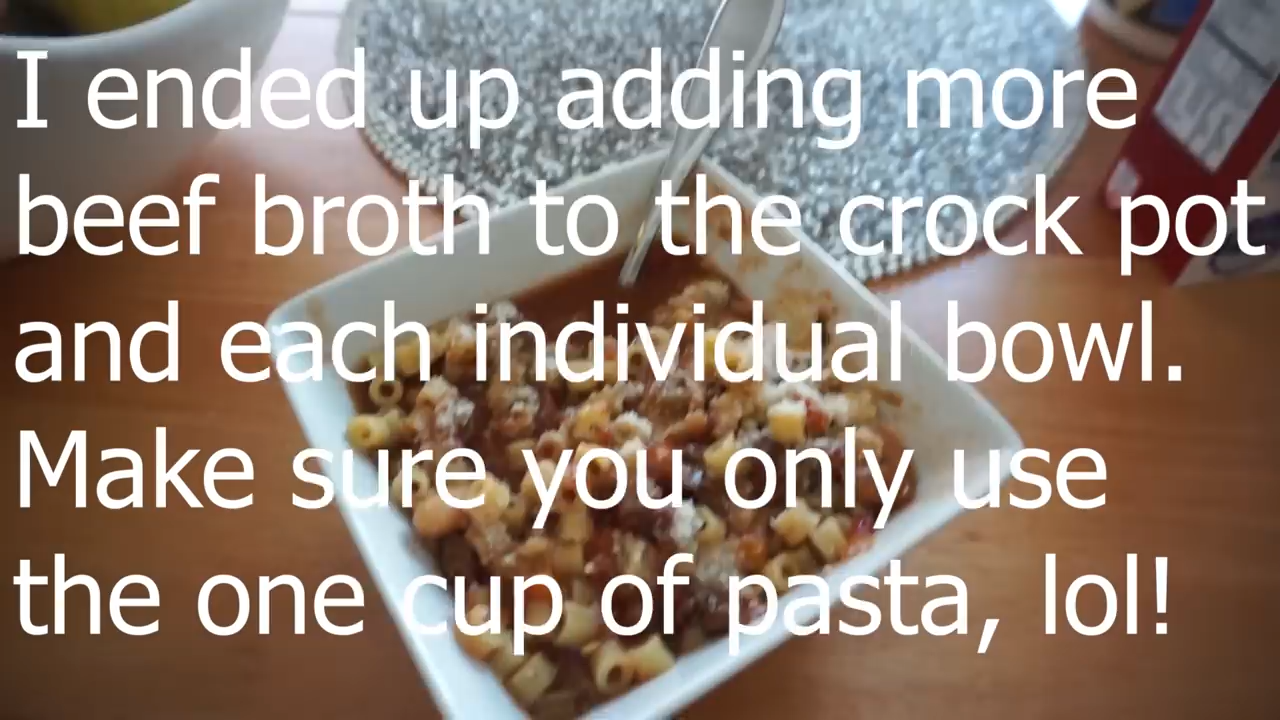 I ended up adding more
beef broth to the crock pot
and each individual bowl.
Make sure you only use
the one cup of pasta, lol!